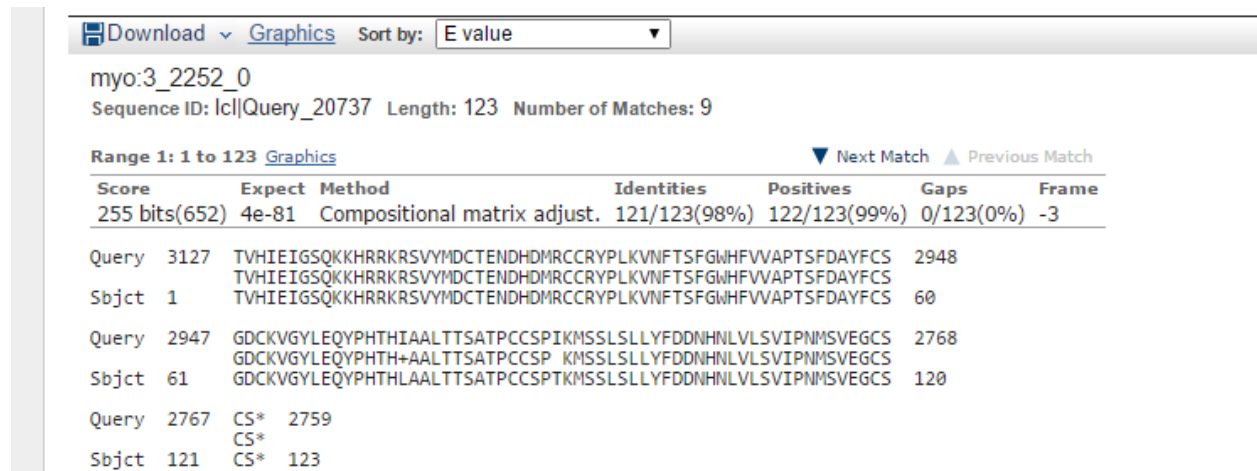 Download Graphics Sort by: E value
myo:3_2252_0
Sequence ID: lcl|Query_20737 Length: 123 Number of Matches: 9
Range 1: 1 to 123 Graphics Next Match Previous Match
Score Expect Method Identities Positives Gaps Frame
255 bits(652) 4e-81 Compositional matrix adjust. 121/123(98%) 122/123(99%) 0/123(0%) -3
Query 3127 TVHIEIGSQKKHRRKRSVYMDCTENDHDMRCCRYPLKVNFTSFGWHFVVAPTSFDAYFCS 2948
TVHIEIGSQKKHRRKRSVYMDCTENDHDMRCCRYPLKVNFTSFGWHFVVAPTSFDAYFCS
Sbjct 1 TVHIEIGSQKKHRRKRSVYMDCTENDHDMRCCRYPLKVNFTSFGWHFVVAPTSFDAYFCS 60
Query 2947 GDCKVGYLEQYPHTHIAALTTSATPCCSPIKMSSLSLLYFDDNHNLVLSVIPNMSVEGCS 2768
GDCKVGYLEQYPHTH+AALTTSATPCCSP KMSSLSLLYFDDNHNLVLSVIPNMSVEGCS
Sbjct 61 GDCKVGYLEQYPHTHLAALTTSATPCCSPTKMSSLSLLYFDDNHNLVLSVIPNMSVEGCS 120
Query 2767 CS* 2759
CS*
Sbjct 121 CS* 123